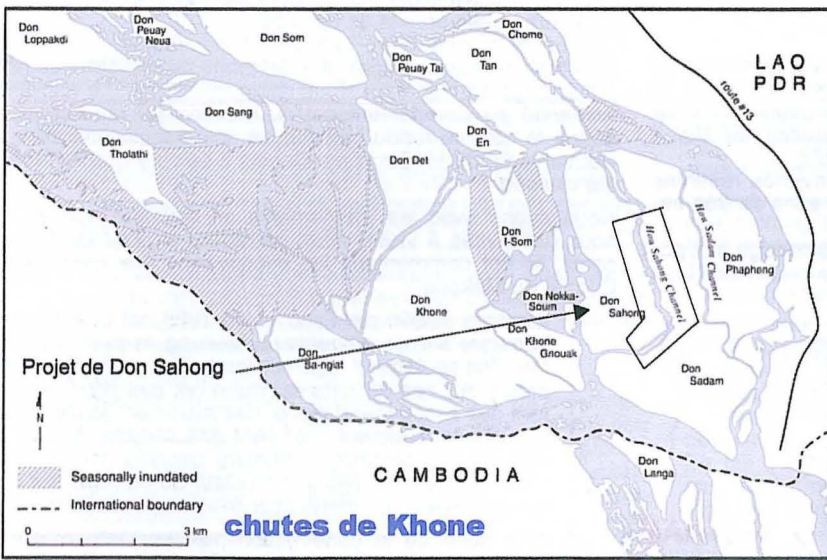 Don
Loppakdi
Don
Peuay
Neua
Don Som
Don
Peuay Tai
Don
Tan
Don
Chome
LAO
PDR
route #13
Don Sang
Don
Tholathi
Don Det
Don
En
Don
I-Som
Hou Sahong Channel
Hou Sadam Channel
Don
Phapheng
Don
Khone
Don Nokka-
Soum
Don
Sahong
Don
Khone
Gnouak
Don
Sa-ngiat
Projet de Don Sahong
Don
Sadam
N
CAMBODIA
Don
Langa
Seasonally inundated
International boundary
0 3 km
chutes de Khone